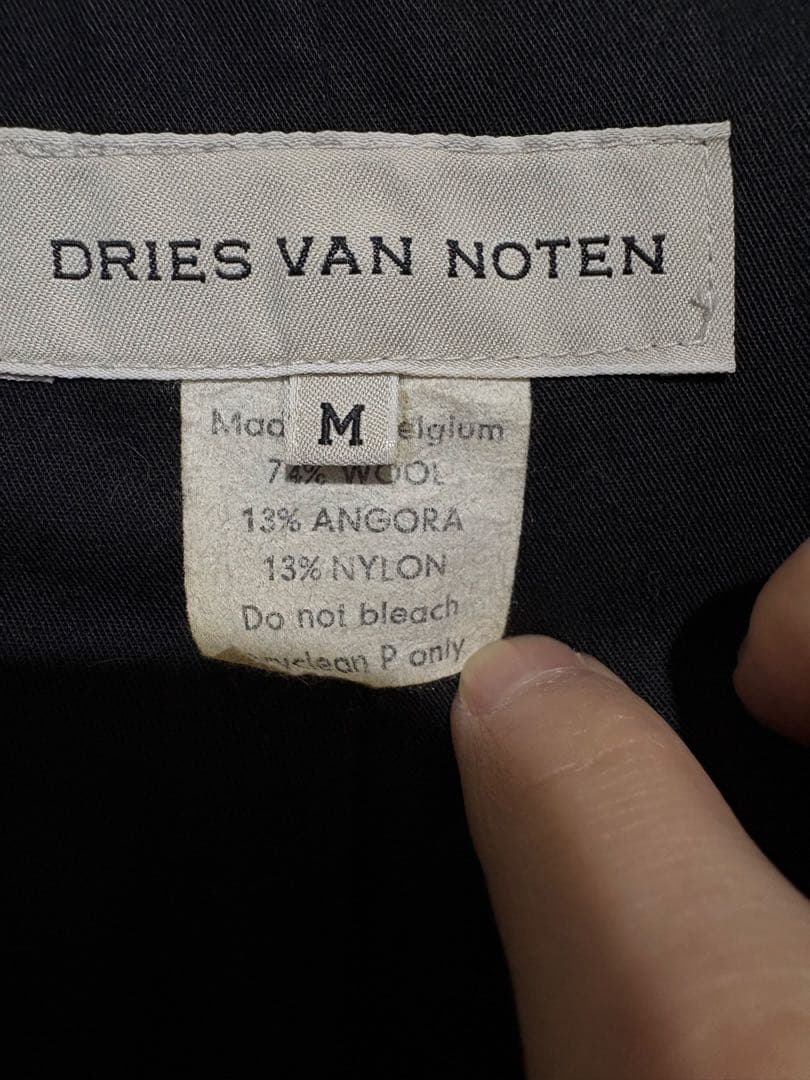 DRIES VAN NOTEN
M
Mad elgium
74% WOOL
13% ANGORA
13% NYLON
Do not bleach
P only